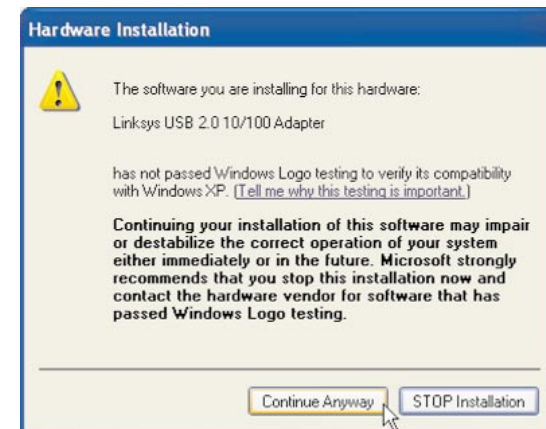 Hardware Installation
The software you are installing for this hardware:
Linksys USB 2.0 10/100 Adapter
has not passed Windows Logo testing to verify its compatibility
with Windows XP. (Tell me why this testing is important.)
Continuing your installation of this software may impair
or destabilize the correct operation of your system
either immediately or in the future. Microsoft strongly
recommends that you stop this installation now and
contact the hardware vendor for software that has
passed Windows Logo testing.
Continue Anyway
STOP Installation